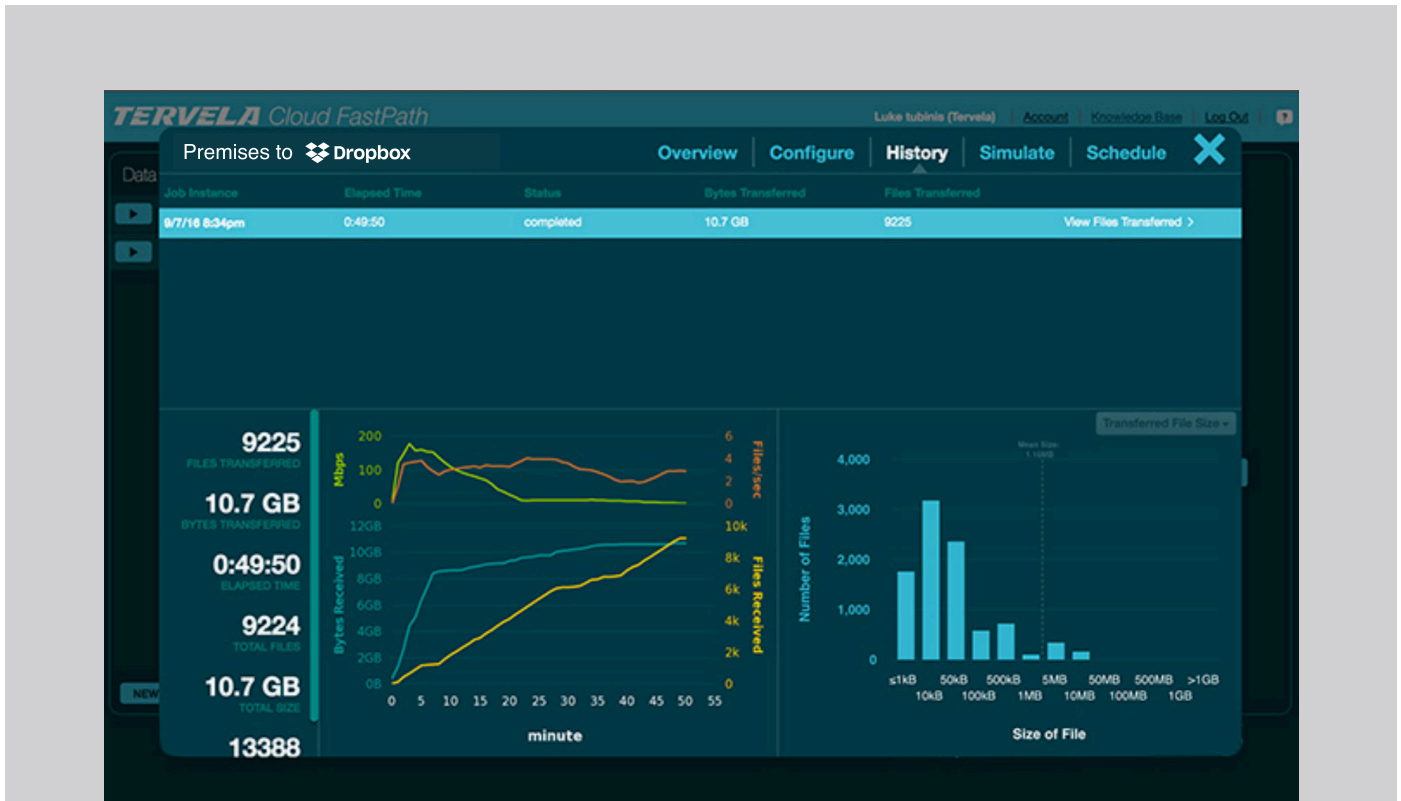 TERVELA Cloud FastPath
Luke tubinis (Tervela) Account Knowledge Base Log Out ?
Premises to Dropbox
Overview Configure History Simulate Schedule
Data
Job Instance Elapsed Time Status Bytes Transferred Files Transferred
9/7/16 8:34pm 0:49:50 completed 10.7 GB 9225 View Files Transferred >
9225
FILES TRANSFERRED
10.7 GB
BYTES TRANSFERRED
0:49:50
ELAPSED TIME
9224
TOTAL FILES
10.7 GB
TOTAL SIZE
13388
NEW
Mbps
200
100
0
6
4
2
0
Files/sec
Bytes Received
12GB
10GB
8GB
6GB
4GB
2GB
0B
10k
8k
6k
4k
2k
0
Files Received
0 5 10 15 20 25 30 35 40 45 50 55
minute
Transferred File Size
Mean Size:
1.16MB
Number of Files
4,000
3,000
2,000
1,000
0
≤1kB 50kB 500kB 5MB 50MB 500MB >1GB
10kB 100kB 1MB 10MB 100MB 1GB
Size of File